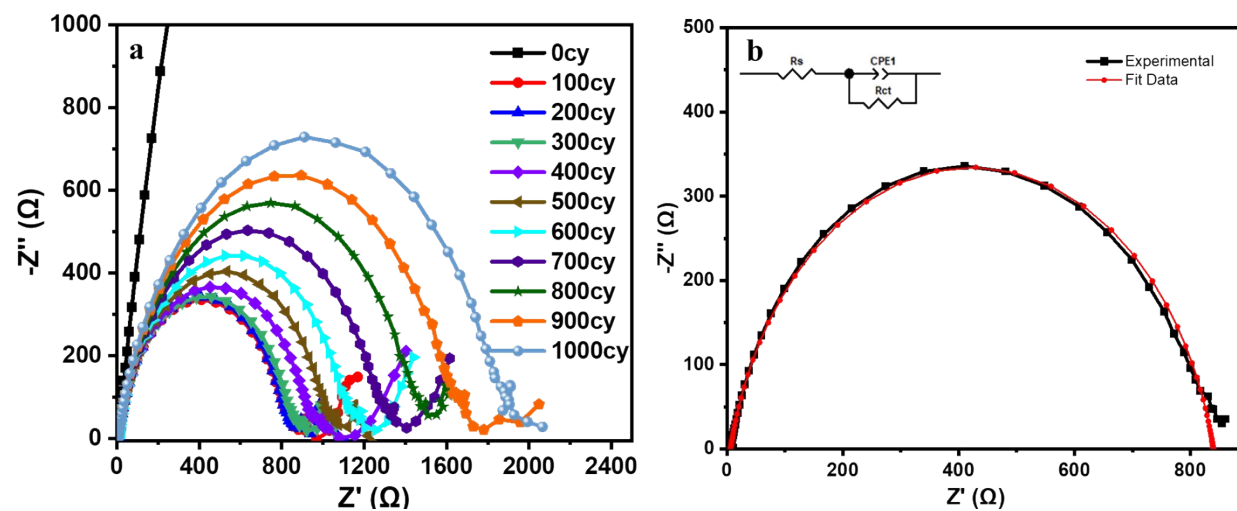 a
0cy
100cy
200cy
300cy
400cy
500cy
600cy
700cy
800cy
900cy
1000cy
-Z" (Ω)
1000
800
600
400
200
0
0
400
800
1200
1600
2000
2400
Z' (Ω)
b
Rs
CPE1
Rct
Experimental
Fit Data
-Z" (Ω)
500
400
300
200
100
0
0
200
400
600
800
Z' (Ω)